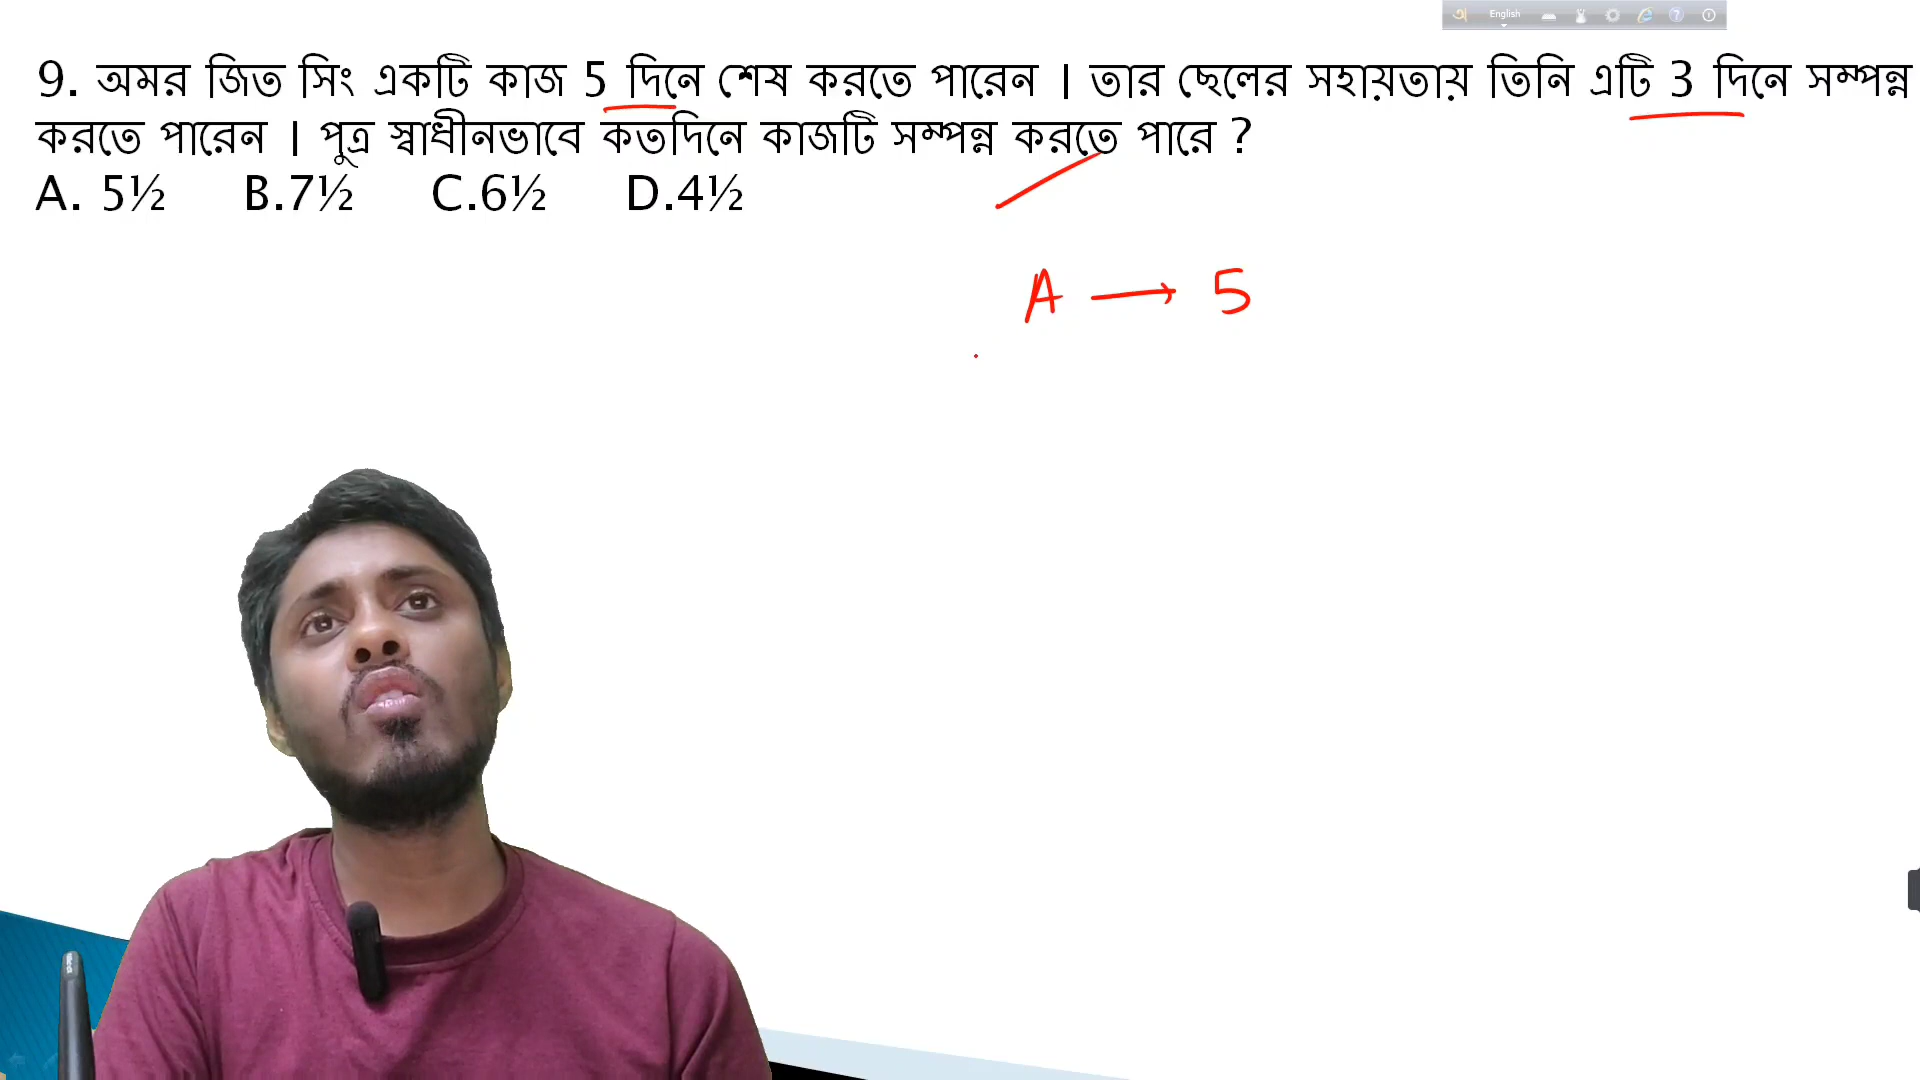 English
9. অমর জিত সিং একটি কাজ 5 দিনে শেষ করতে পারেন । তার ছেলের সহায়তায় তিনি এটি 3 দিনে সম্পন্ন
করতে পারেন । পুত্র স্বাধীনভাবে কতদিনে কাজটি সম্পন্ন করতে পারে ?
A. 5½ B.7½ C.6½ D.4½
A → 5